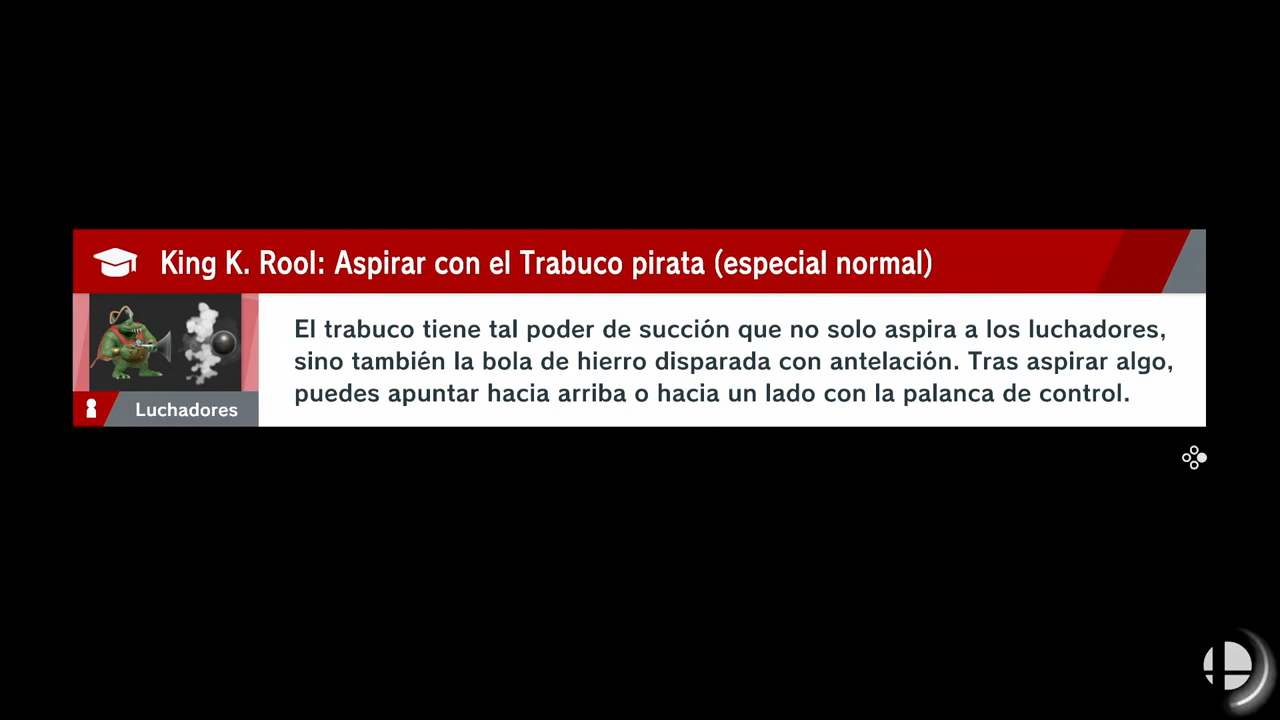 King K. Rool: Aspirar con el Trabuco pirata (especial normal)
El trabuco tiene tal poder de succión que no solo aspira a los luchadores,
sino también la bola de hierro disparada con antelación. Tras aspirar algo,
puedes apuntar hacia arriba o hacia un lado con la palanca de control.
Luchadores